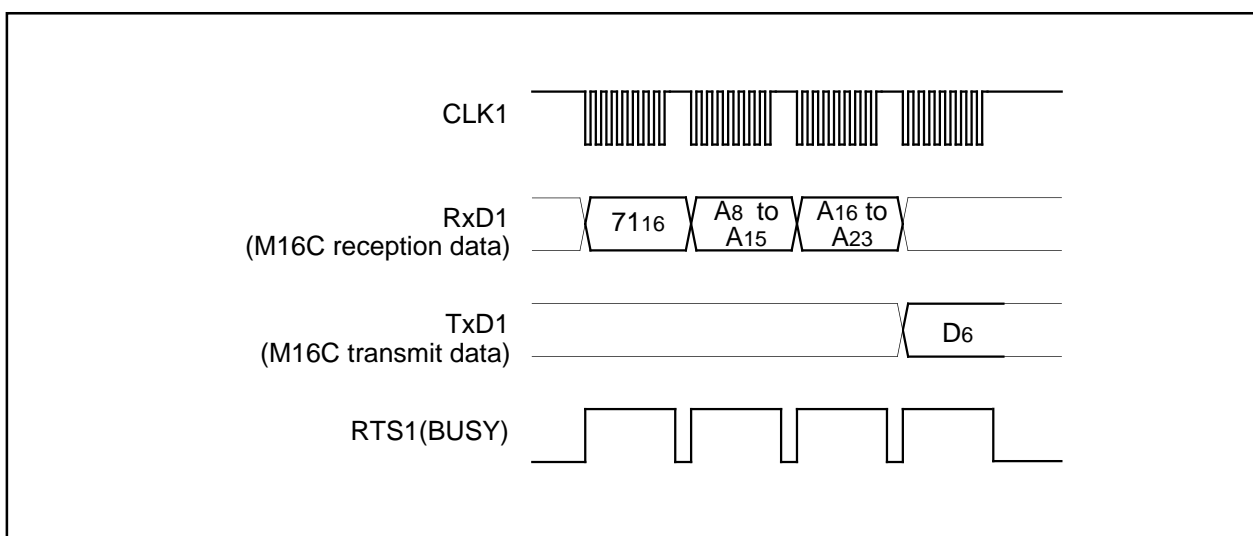 CLK1
RxD1
(M16C reception data)
7116
A8 to
A15
A16 to
A23
TxD1
(M16C transmit data)
D6
RTS1(BUSY)